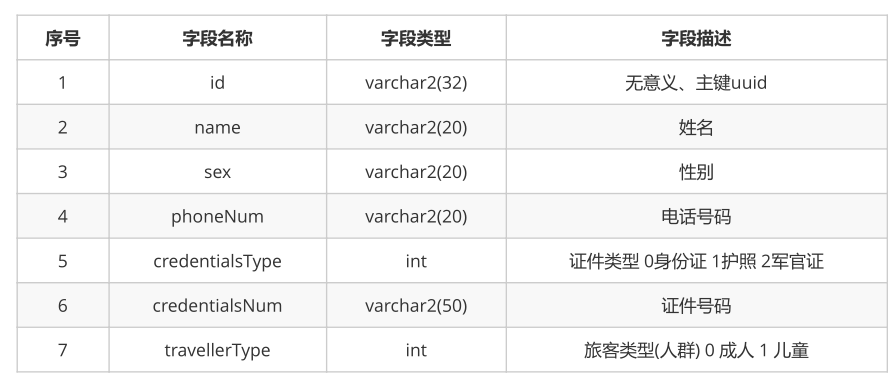 序号 字段名称 字段类型 字段描述
1 id varchar2(32) 无意义、主键uuid
2 name varchar2(20) 姓名
3 sex varchar2(20) 性别
4 phoneNum varchar2(20) 电话号码
5 credentialsType int 证件类型 0身份证 1护照 2军官证
6 credentialsNum varchar2(50) 证件号码
7 travellerType int 旅客类型(人群) 0 成人 1 儿童